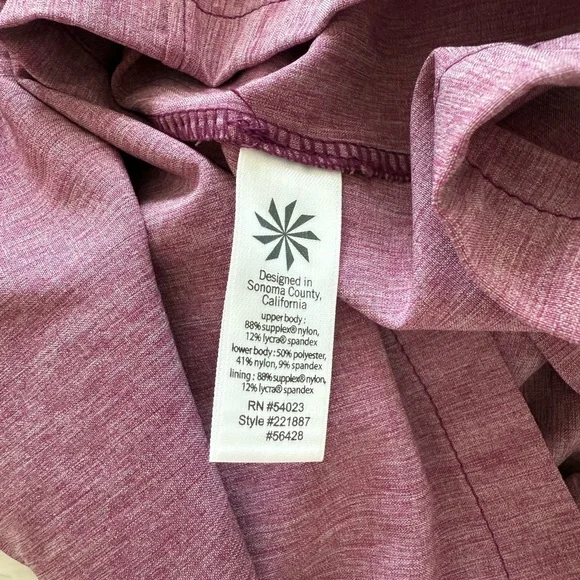 Designed in
Sonoma County,
California
upper body :
88% supplex® nylon,
12% lycra® spandex
lower body : 50% polyester,
41% nylon, 9% spandex
lining : 88% supplex® nylon,
12% lycra® spandex
RN #54023
Style #221887
#56428